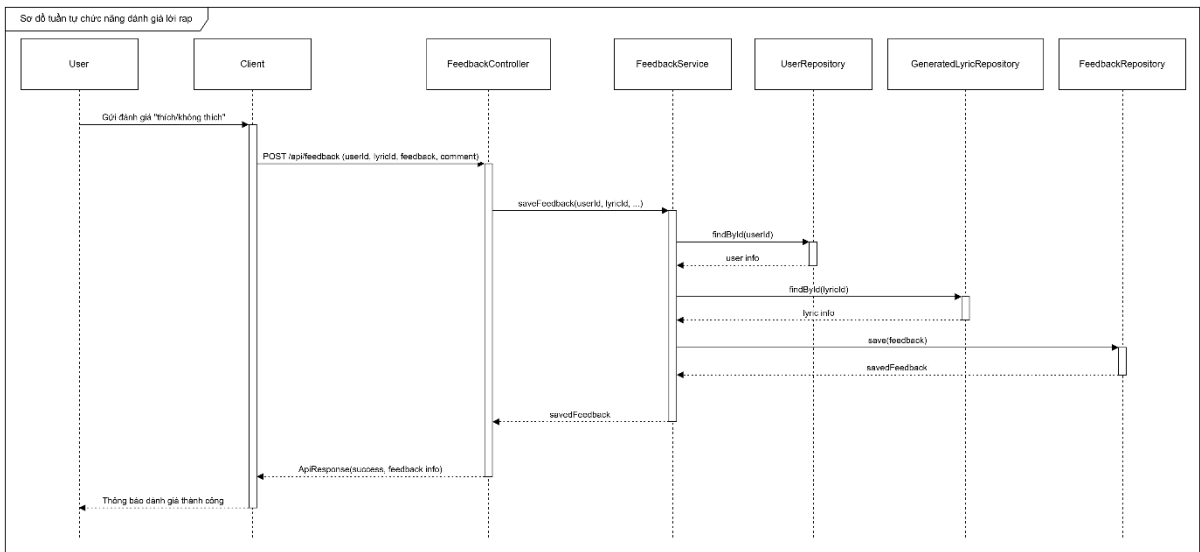 Sơ đồ tuần tự chức năng đánh giá lời rap
User
Client
FeedbackController
FeedbackService
UserRepository
GeneratedLyricRepository
FeedbackRepository
Gửi đánh giá "thích/không thích"
POST /api/feedback (userId, lyricId, feedback, comment)
saveFeedback(userId, lyricId, ...)
findById(userId)
user info
findById(lyricId)
lyric info
save(feedback)
savedFeedback
savedFeedback
ApiResponse(success, feedback info)
Thông báo đánh giá thành công